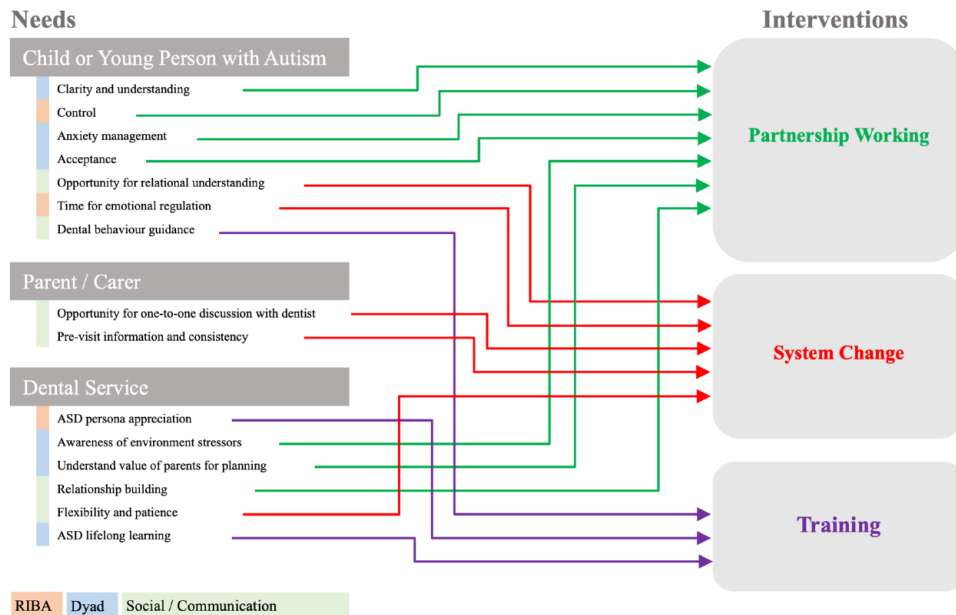 Needs
Interventions
Child or Young Person with Autism
Clarity and understanding
Control
Anxiety management
Acceptance
Opportunity for relational understanding
Time for emotional regulation
Dental behaviour guidance
Partnership Working
Parent / Carer
Opportunity for one-to-one discussion with dentist
Pre-visit information and consistency
System Change
Dental Service
ASD persona appreciation
Awareness of environment stressors
Understand value of parents for planning
Relationship building
Flexibility and patience
ASD lifelong learning
Training
RIBA Dyad Social / Communication